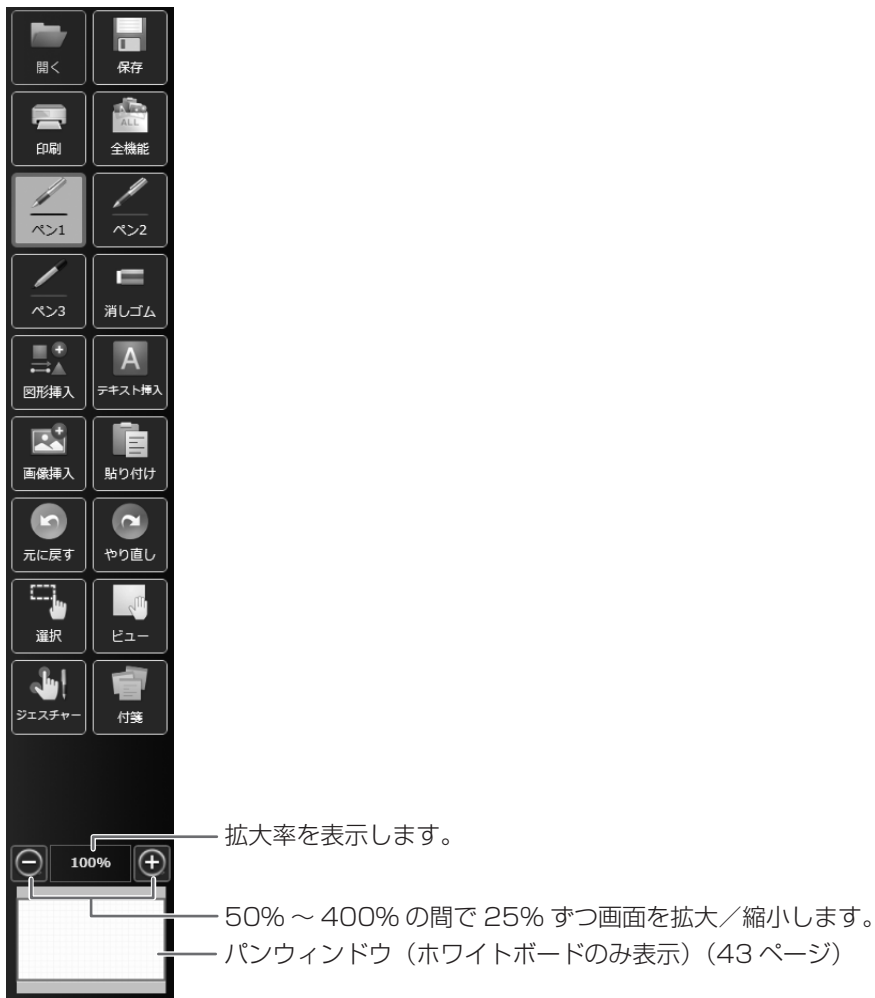 開く 保存
印刷 ALL 全機能
ペン1 ペン2
ペン3 消しゴム
図形挿入 A テキスト挿入
画像挿入 貼り付け
元に戻す やり直し
選択 ビュー
ジェスチャー 付箋
拡大率を表示します。
100%
50% ～ 400% の間で 25% ずつ画面を拡大／縮小します。
パンウィンドウ（ホワイトボードのみ表示）（43 ページ）